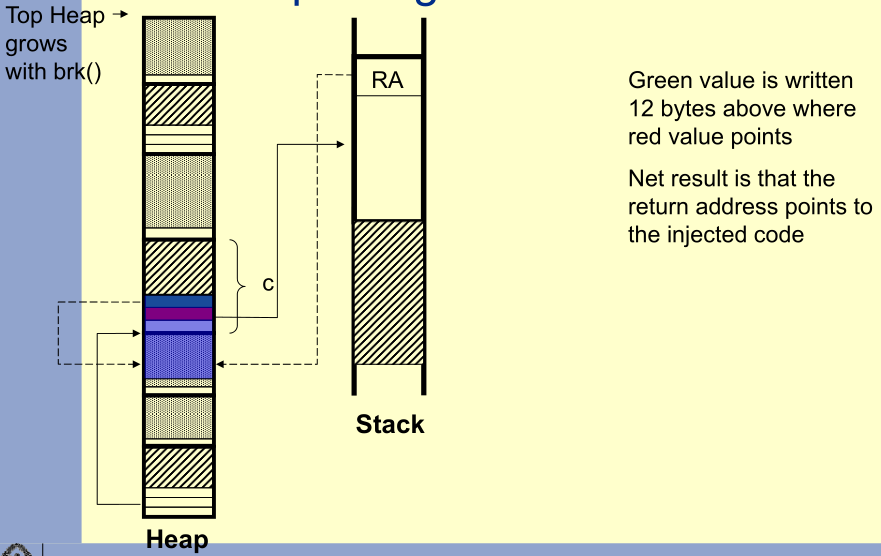 Top Heap
grows
with brk()
RA
Green value is written
12 bytes above where
red value points
Net result is that the
return address points to
the injected code
c
Stack
Heap